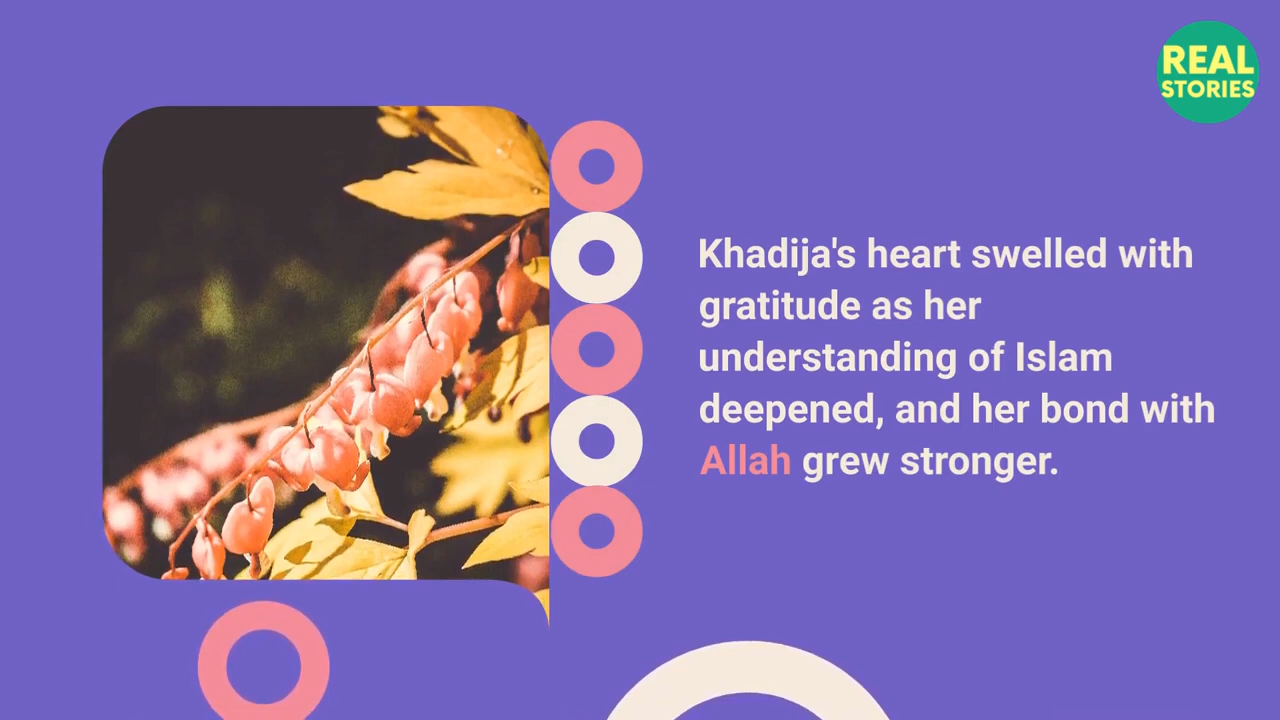 REAL
STORIES
Khadija's heart swelled with
gratitude as her
understanding of Islam
deepened, and her bond with
Allah grew stronger.